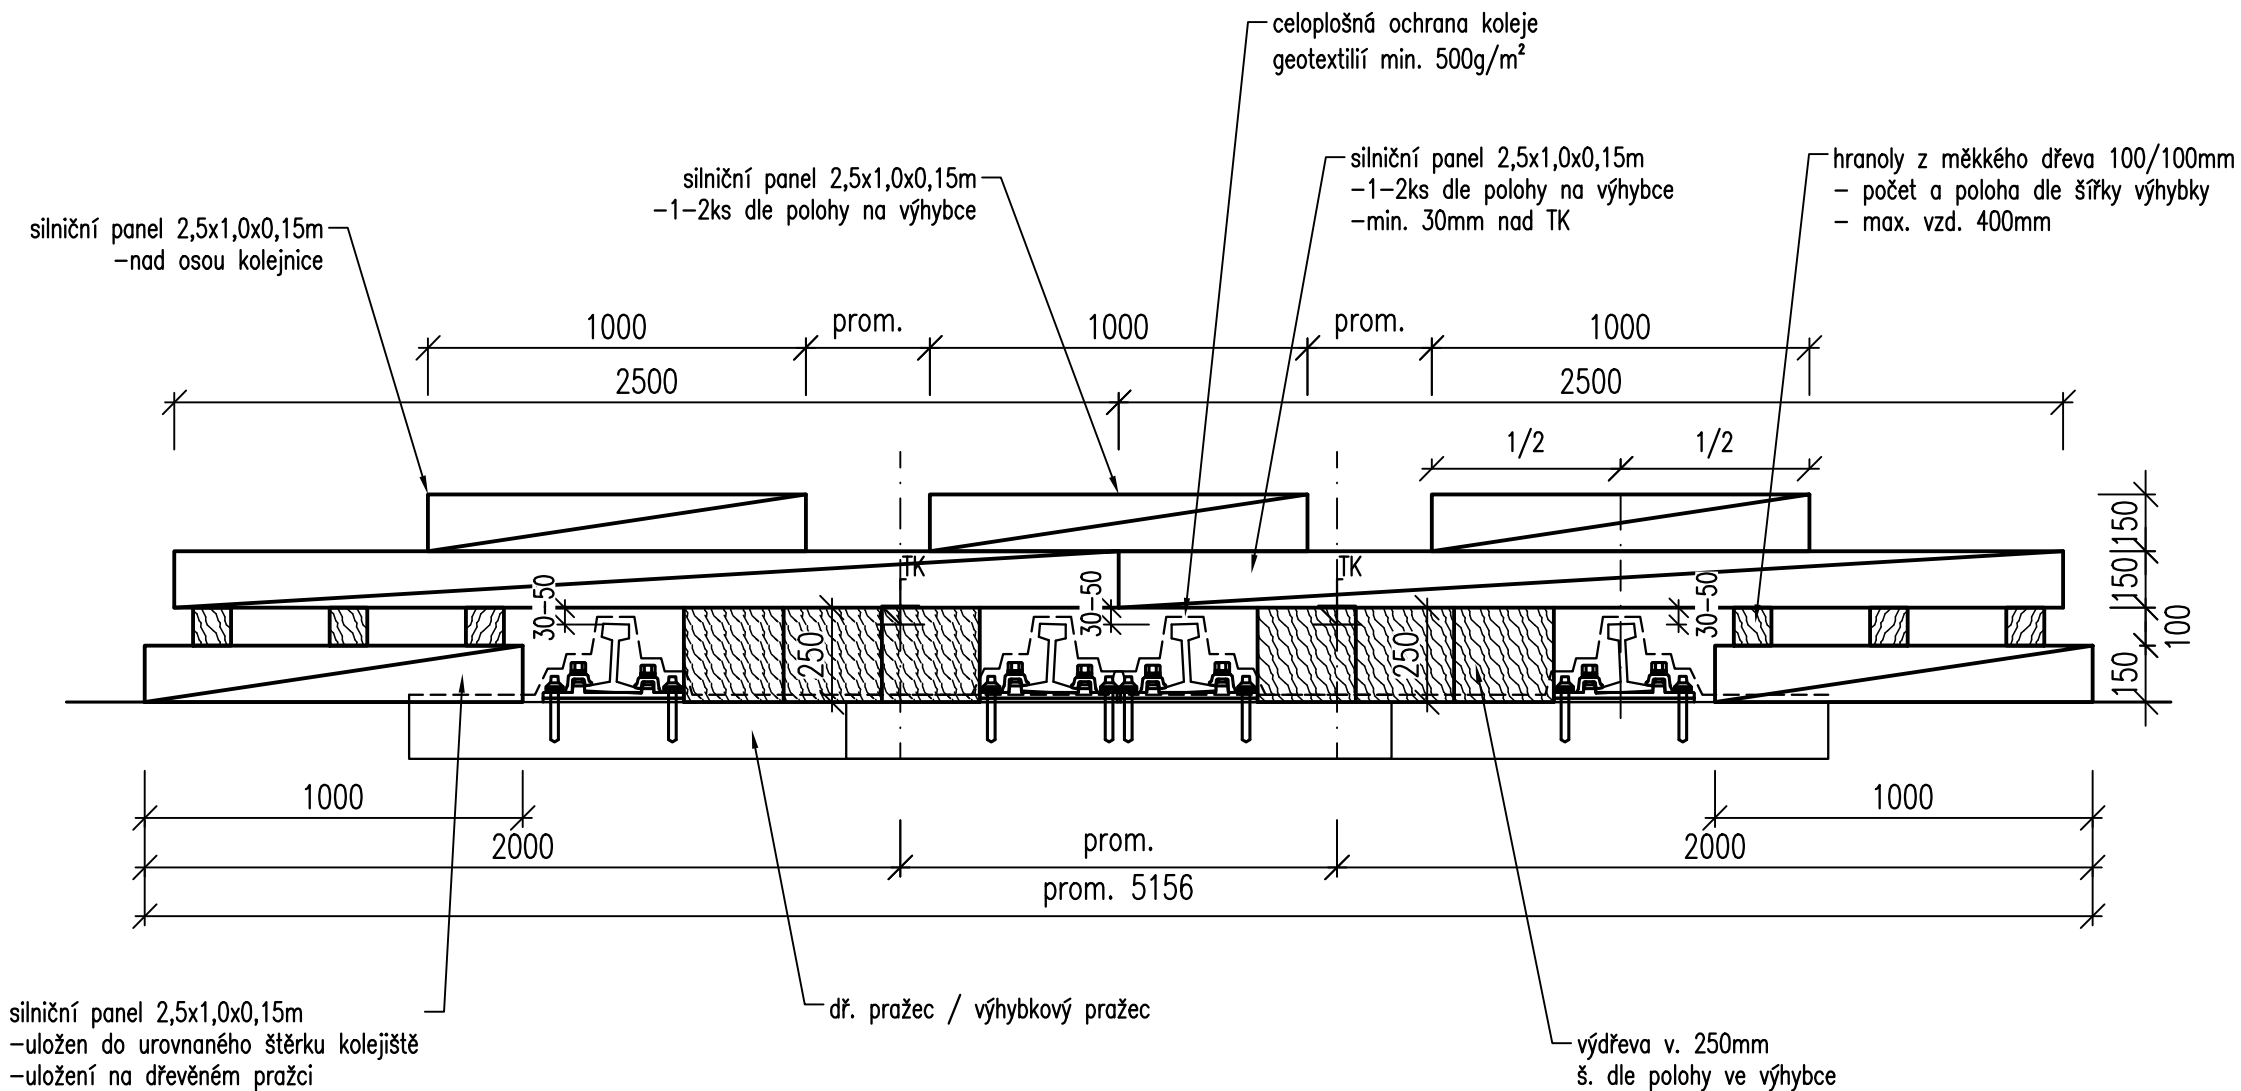 celoplošná ochrana koleje
geotextilií min. 500g/m²
silniční panel 2,5x1,0x0,15m
-1-2ks dle polohy na výhybce
-min. 30mm nad TK
hranoly z měkkého dřeva 100/100mm
- počet a poloha dle šířky výhybky
- max. vzd. 400mm
silniční panel 2,5x1,0x0,15m
-1-2ks dle polohy na výhybce
silniční panel 2,5x1,0x0,15m
-nad osou kolejnice
1000
prom.
1000
prom.
1000
2500
2500
1/2
1/2
150
150
100
150
TK
TK
30-50
30-50
30-50
250
250
1000
1000
2000
prom.
2000
prom. 5156
silniční panel 2,5x1,0x0,15m
-uložen do urovnaného štěrku kolejiště
-uložení na dřevěném pražci
dř. pražec / výhybkový pražec
výdřeva v. 250mm
š. dle polohy ve výhybce